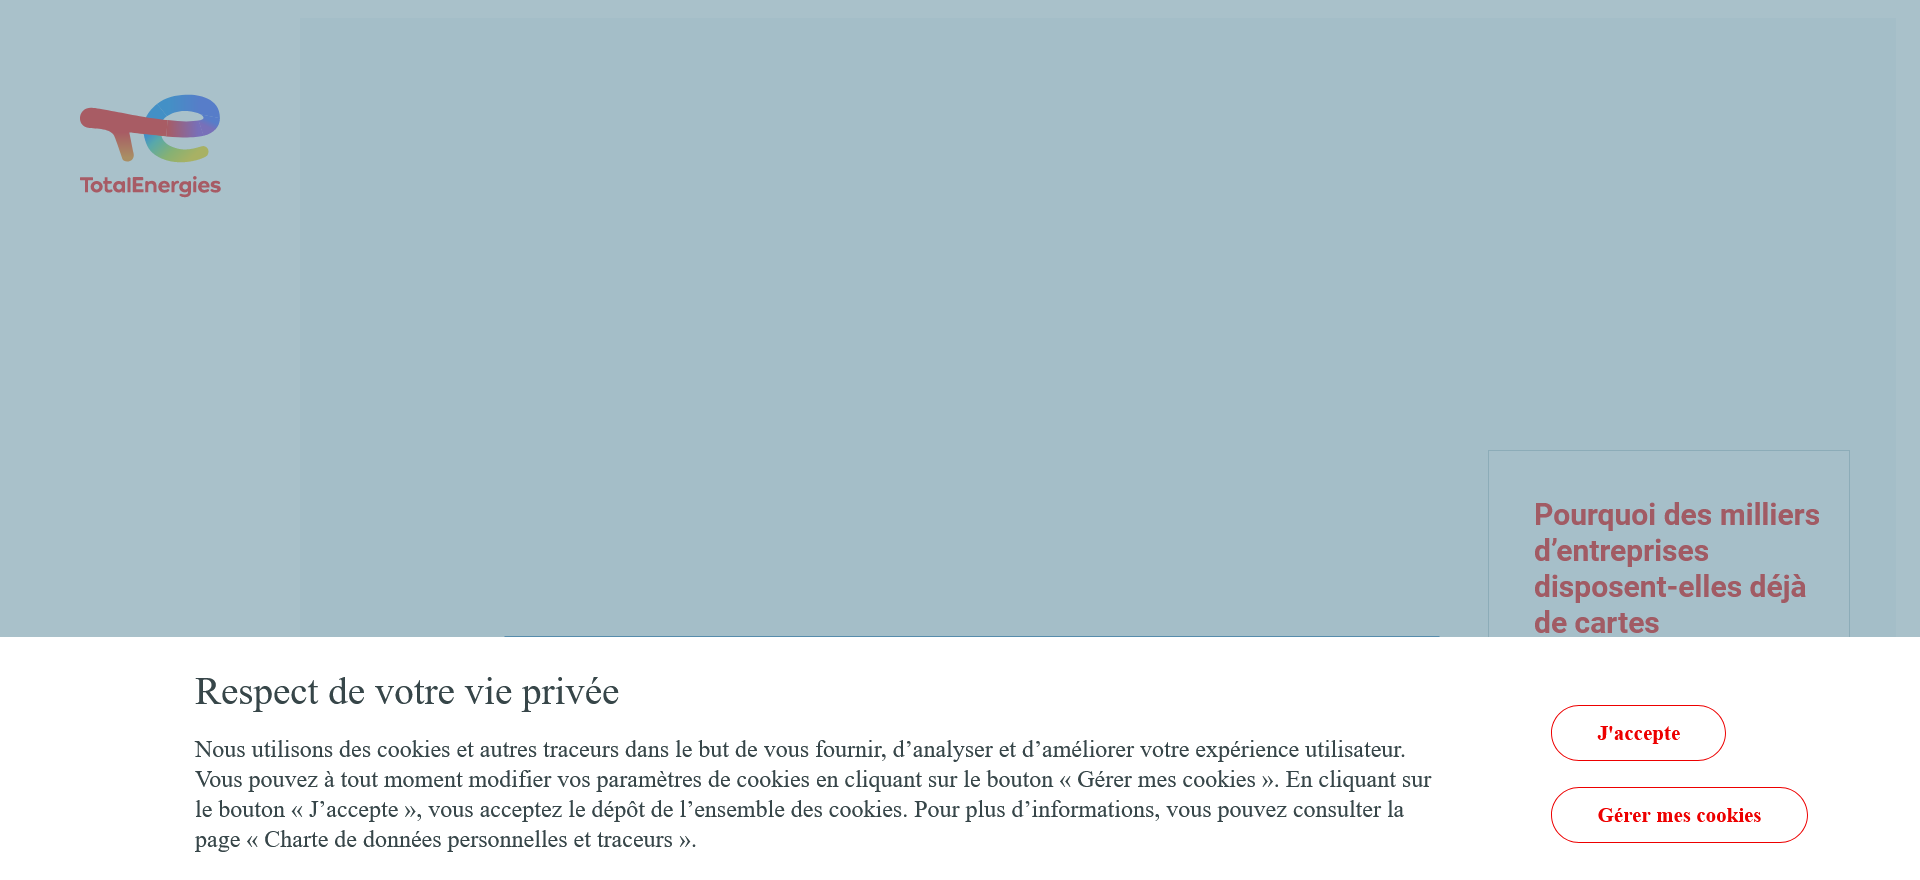 TotalEnergies
Pourquoi des milliers
d’entreprises
disposent-elles déjà
de cartes
Respect de votre vie privée
Nous utilisons des cookies et autres traceurs dans le but de vous fournir, d’analyser et d’améliorer votre expérience utilisateur.
Vous pouvez à tout moment modifier vos paramètres de cookies en cliquant sur le bouton « Gérer mes cookies ». En cliquant sur
le bouton « J’accepte », vous acceptez le dépôt de l’ensemble des cookies. Pour plus d’informations, vous pouvez consulter la
page « Charte de données personnelles et traceurs ».
J'accepte
Gérer mes cookies